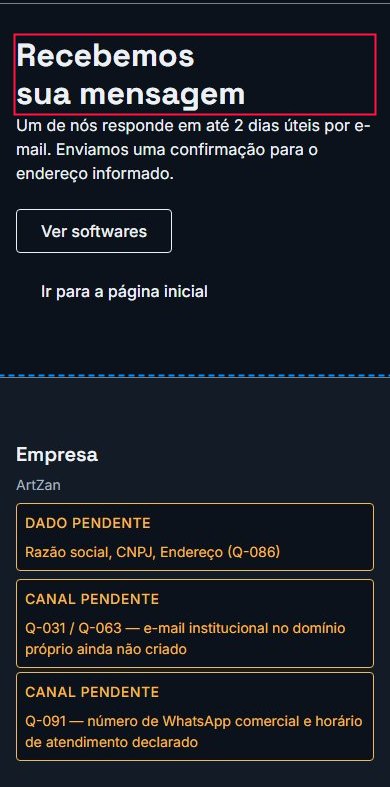 Recebemos
sua mensagem
Um de nós responde em até 2 dias úteis por e-
mail. Enviamos uma confirmação para o
endereço informado.
Ver softwares
Ir para a página inicial
Empresa
ArtZan
DADO PENDENTE
Razão social, CNPJ, Endereço (Q-086)
CANAL PENDENTE
Q-031 / Q-063 — e-mail institucional no domínio
próprio ainda não criado
CANAL PENDENTE
Q-091 — número de WhatsApp comercial e horário
de atendimento declarado